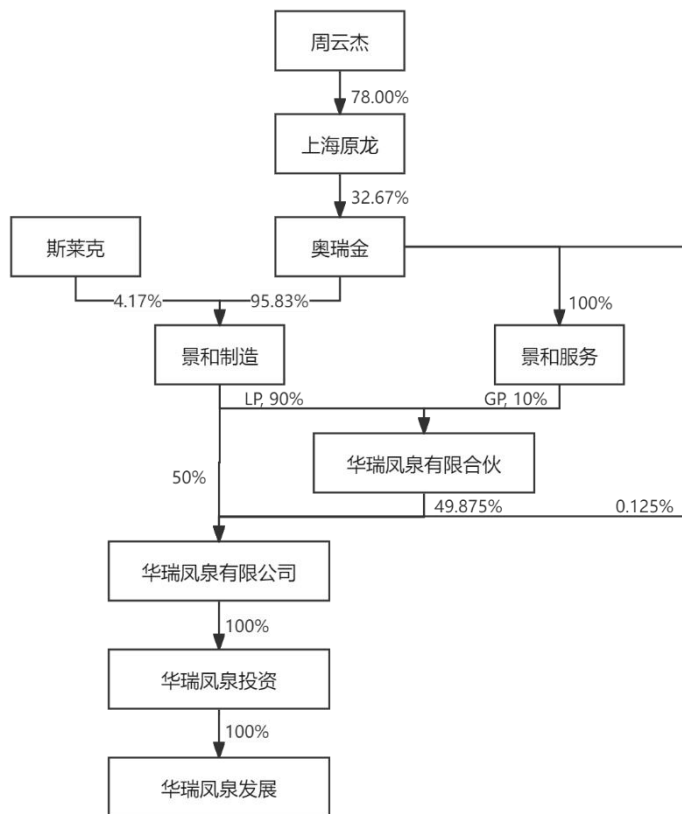 周云杰
78.00%
上海原龙
32.67%
斯莱克
奥瑞金
4.17%
95.83%
100%
景和制造
景和服务
LP, 90%
GP, 10%
华瑞凤泉有限合伙
50%
49.875%
0.125%
华瑞凤泉有限公司
100%
华瑞凤泉投资
100%
华瑞凤泉发展